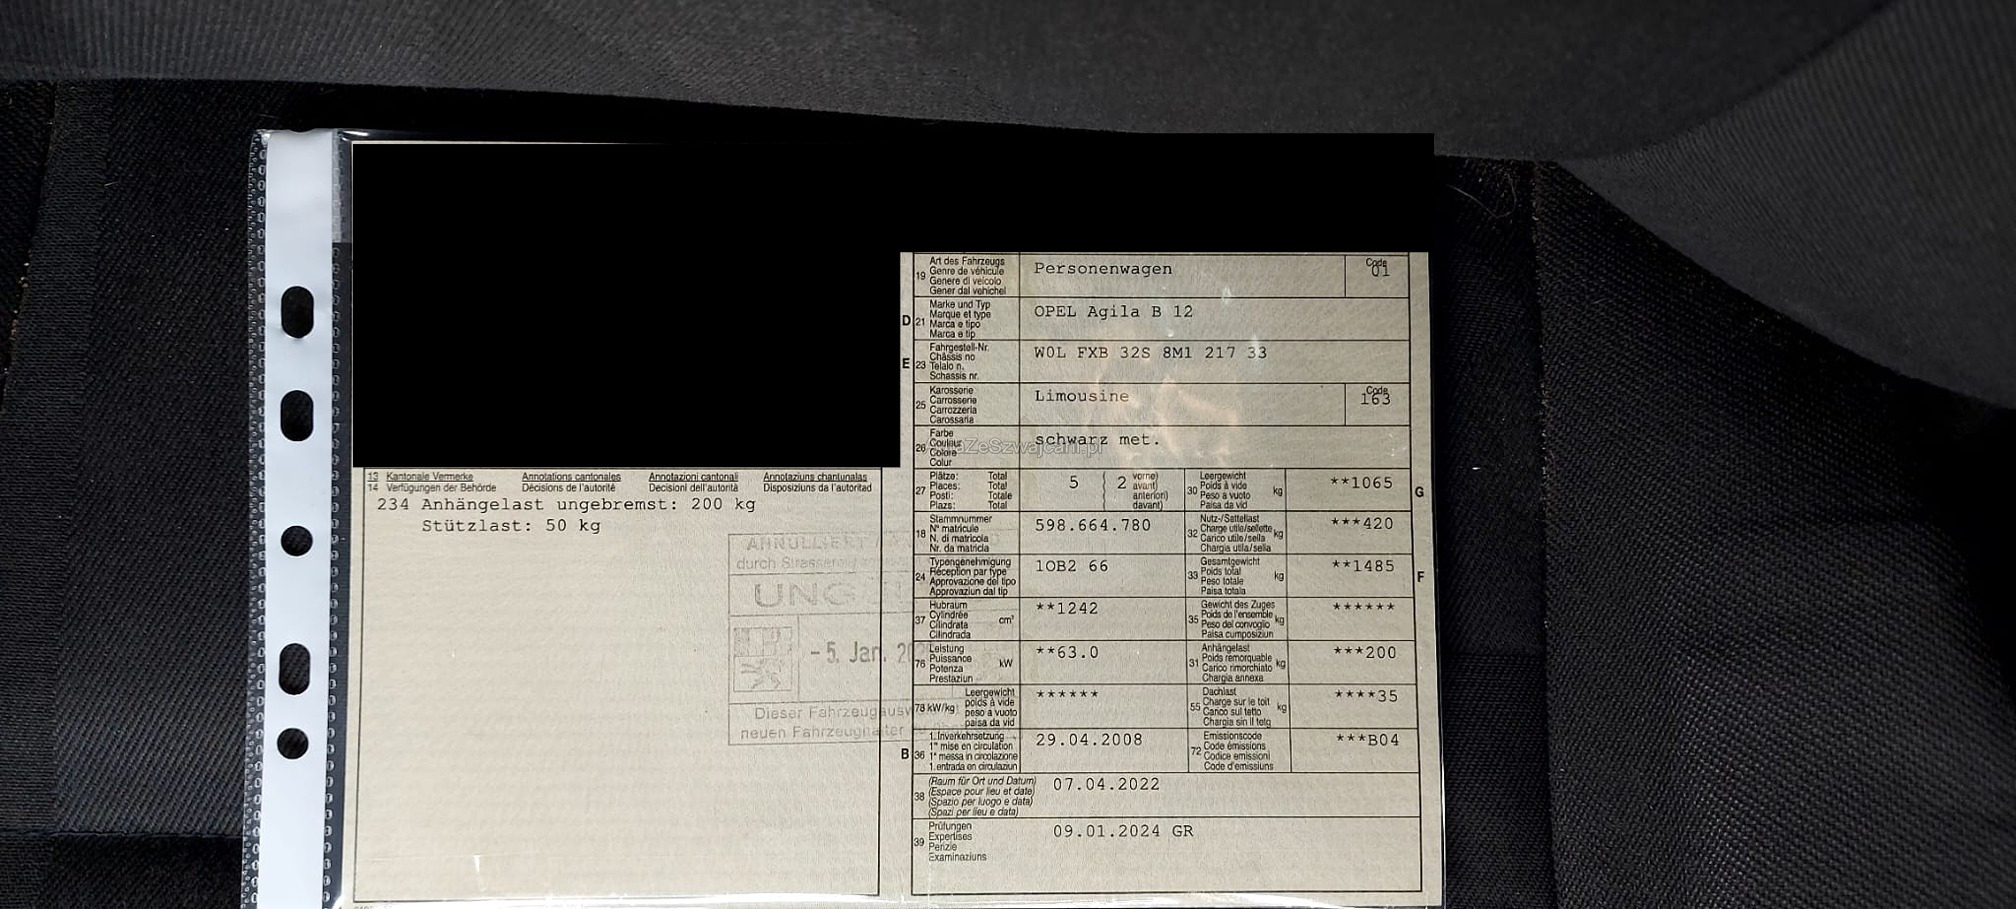 13 Kantonale Vermerke Annotations cantonales Annotazioni cantonali Annotaziuns chantunalas
14 Verfügungen der Behörde Décisions de l'autorité Decisioni dell'autorità Disposiziuns da l'autoritad
234 Anhängelast ungebremst: 200 kg
Stützlast: 50 kg
ANNULLIERT
durch
- 5. Jan.
Dieser Fahrzeugausw
neuen Fahrzeughalter
19 Art des Fahrzeugs
Genre de véhicule
Genere di veicolo
Gener dal vehichel
Personenwagen
Code
01
D 21 Marke und Typ
Marque et type
Marca e tipo
Marca e tip
OPEL Agila B 12
E 23 Fahrgestell-Nr.
Châssis no
Telaio n.
Schassis nr.
W0L FXB 32S 8M1 217 33
25 Karosserie
Carrosserie
Carrozzeria
Carossaria
Limousine
Code
163
26 Farbe
Couleur
Colore
Colur
schwarz met.
aZeSzwajcarii.pl
27 Plätze: Total
Places: Total
Posti: Totale
Plazs: Total
5 ( 2 vorne)
avant)
anteriori)
davant)
30 Leergewicht
Poids à vide
Peso a vuoto
Paisa da vid
kg
**1065
G
18 Stammnummer
N° matricule
N. di matricola
Nr. da matricla
598.664.780
32 Nutz-/Sattellast
Charge utile/sellette
Carico utile/sella
Chargia utila/sella
kg
***420
24 Typengenehmigung
Réception par type
Approvazione del tipo
Approvaziun dal tip
1OB2 66
33 Gesamtgewicht
Poids total
Peso totale
Paisa totala
kg
**1485
F
37 Hubraum
Cylindrée
Cilindrata
Cilindrada
cm³
**1242
35 Gewicht des Zuges
Poids de l'ensemble
Peso del convoglio
Paisa cumposiziun
kg
******
76 Leistung
Puissance
Potenza
Prestaziun
kW
**63.0
31 Anhängelast
Poids remorquable
Carico rimorchiato
Chargia annexa
kg
***200
78 kW/kg Leergewicht
poids à vide
peso a vuoto
paisa da vid
******
55 Dachlast
Charge sur le toit
Carico sul tetto
Chargia sin il tetg
kg
****35
B 36 1. Inverkehrsetzung
1re mise en circulation
1a messa in circolazione
1. entrada en circulaziun
29.04.2008
72 Emissionscode
Code émissions
Codice emissioni
Code d'emissiuns
***B04
38 (Raum für Ort und Datum)
(Espace pour lieu et date)
(Spazio per luogo e data)
(Spazi per lieu e data)
07.04.2022
39 Prüfungen
Expertises
Perizie
Examinaziuns
09.01.2024 GR